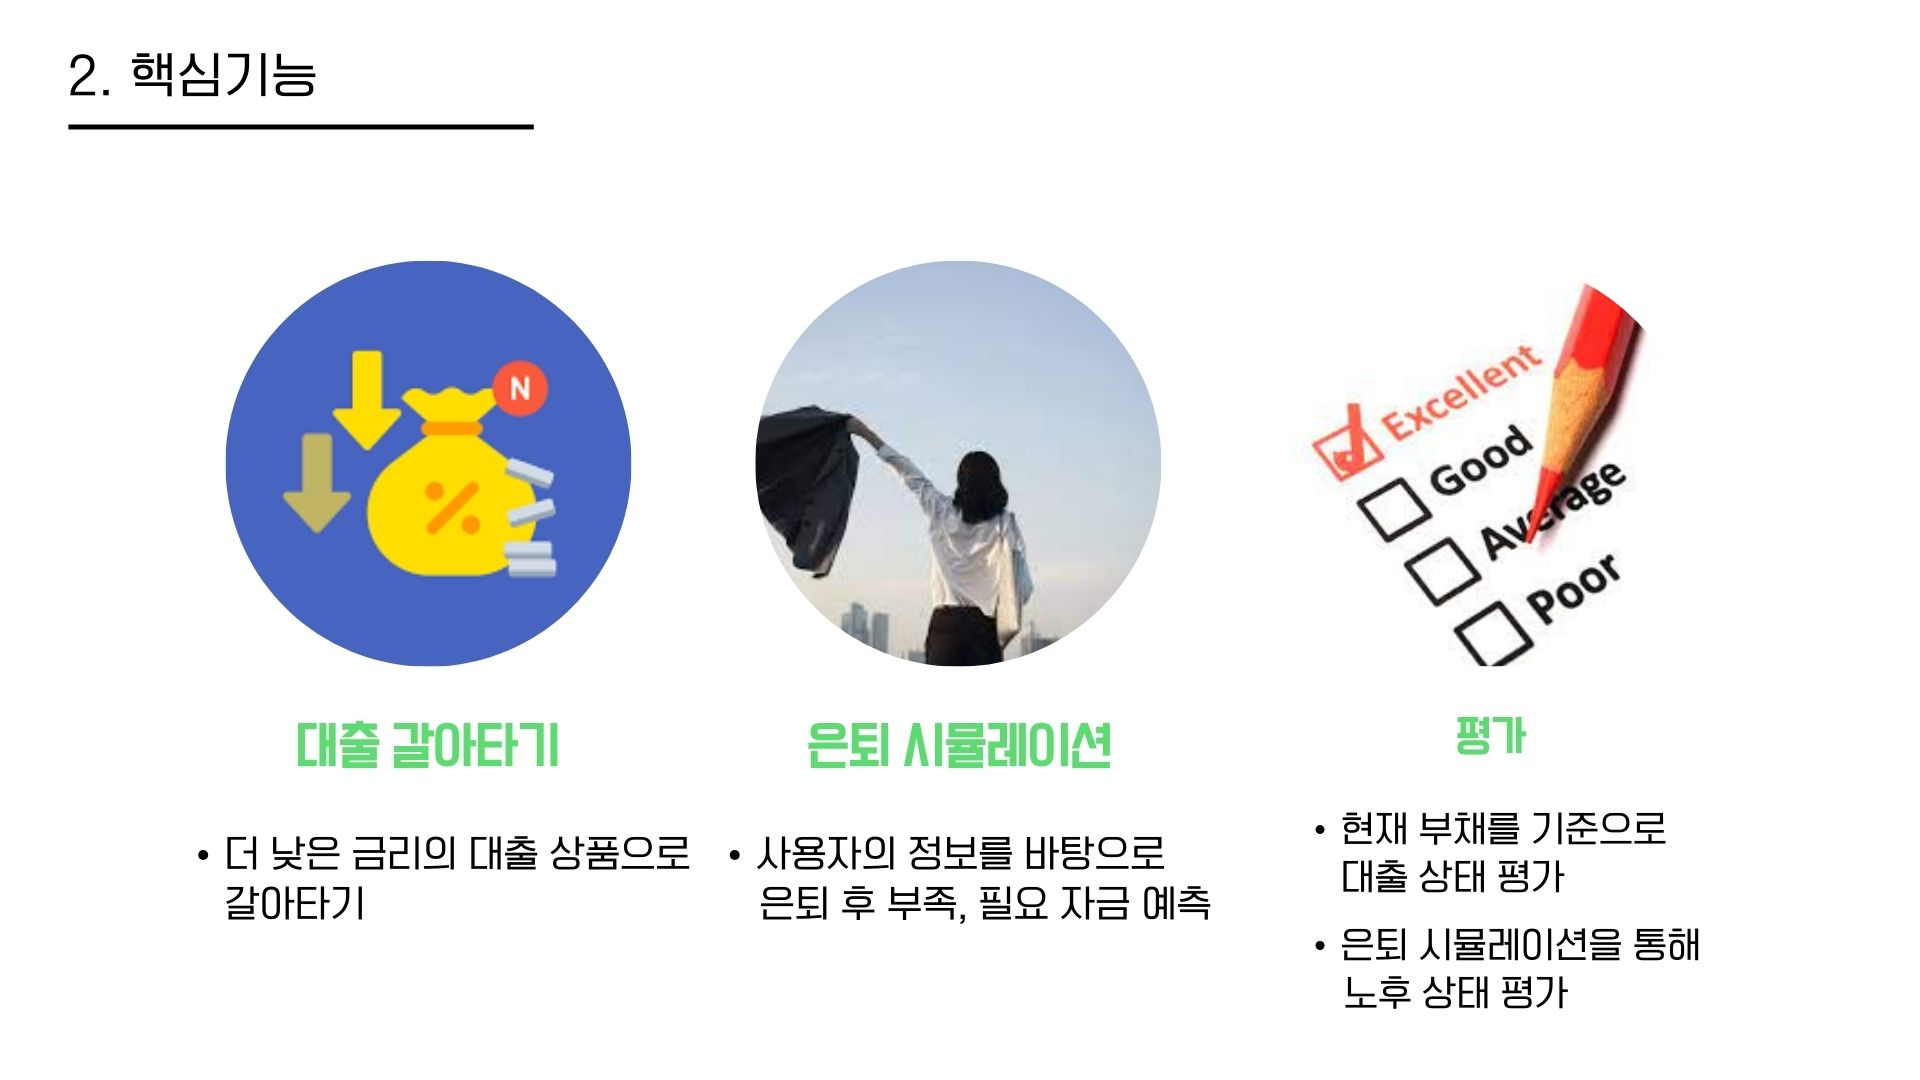 2. 핵심기능
N
%
Excellent
Good
Average
Poor
대출 갈아타기
• 더 낮은 금리의 대출 상품으로
갈아타기
은퇴 시뮬레이션
• 사용자의 정보를 바탕으로
은퇴 후 부족, 필요 자금 예측
평가
• 현재 부채를 기준으로
대출 상태 평가
• 은퇴 시뮬레이션을 통해
노후 상태 평가